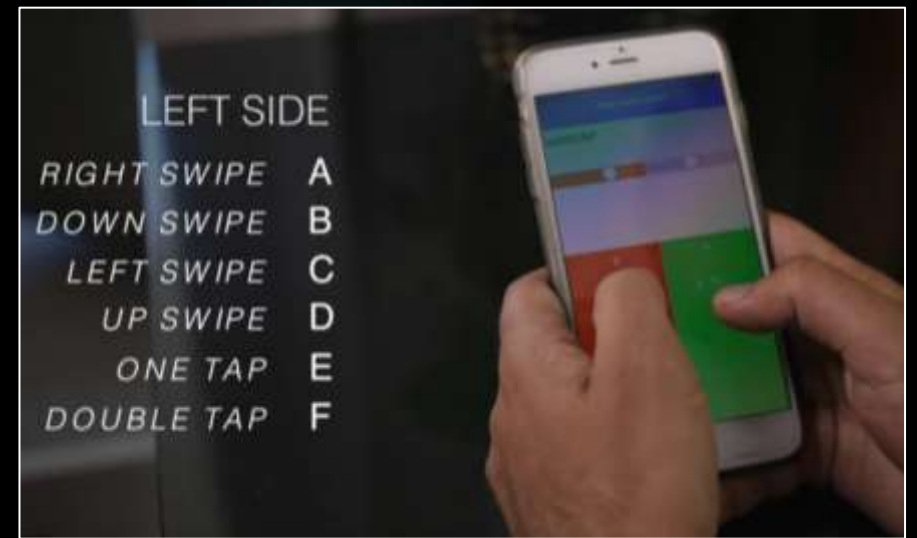 LEFT SIDE
RIGHT SWIPE A
DOWN SWIPE B
LEFT SWIPE C
UP SWIPE D
ONE TAP E
DOUBLE TAP F